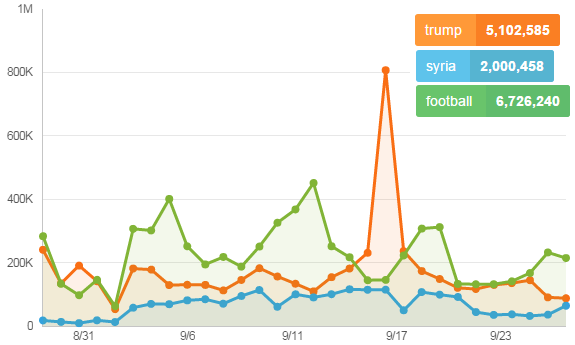 1M
trump 5,102,585
syria 2,000,458
800K
football 6,726,240
600K
400K
200K
0
8/31 9/6 9/11 9/17 9/23